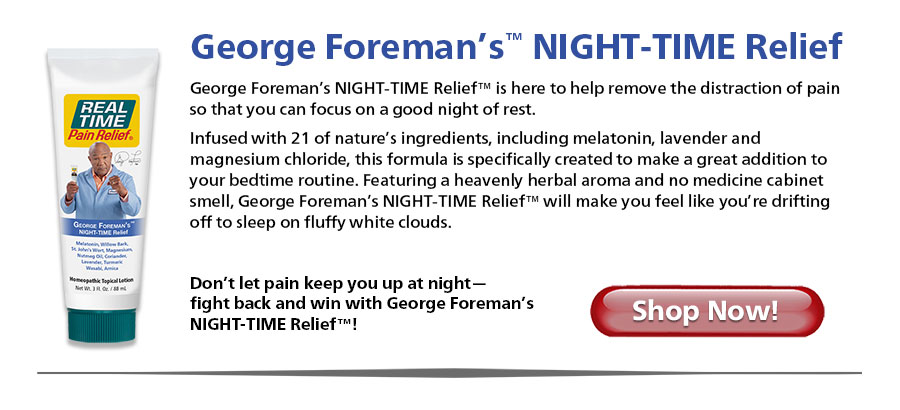 George Foreman's™ NIGHT-TIME Relief
George Foreman's NIGHT-TIME Relief™ is here to help remove the distraction of pain
so that you can focus on a good night of rest.
Infused with 21 of nature's ingredients, including melatonin, lavender and
magnesium chloride, this formula is specifically created to make a great addition to
your bedtime routine. Featuring a heavenly herbal aroma and no medicine cabinet
smell, George Foreman's NIGHT-TIME Relief™ will make you feel like you're drifting
off to sleep on fluffy white clouds.
Don't let pain keep you up at night—
fight back and win with George Foreman's
NIGHT-TIME Relief™!
Shop Now!
REAL
TIME
Pain Relief®
GEORGE FOREMAN'S™
NIGHT-TIME Relief
Melatonin, Willow Bark,
St. John's Wort, Magnesium,
Nutmeg Oil, Coriander,
Lavender, Turmeric
Wasabi, Arnica
Homeopathic Topical Lotion
Net Wt. 3 Fl. Oz. / 88 mL